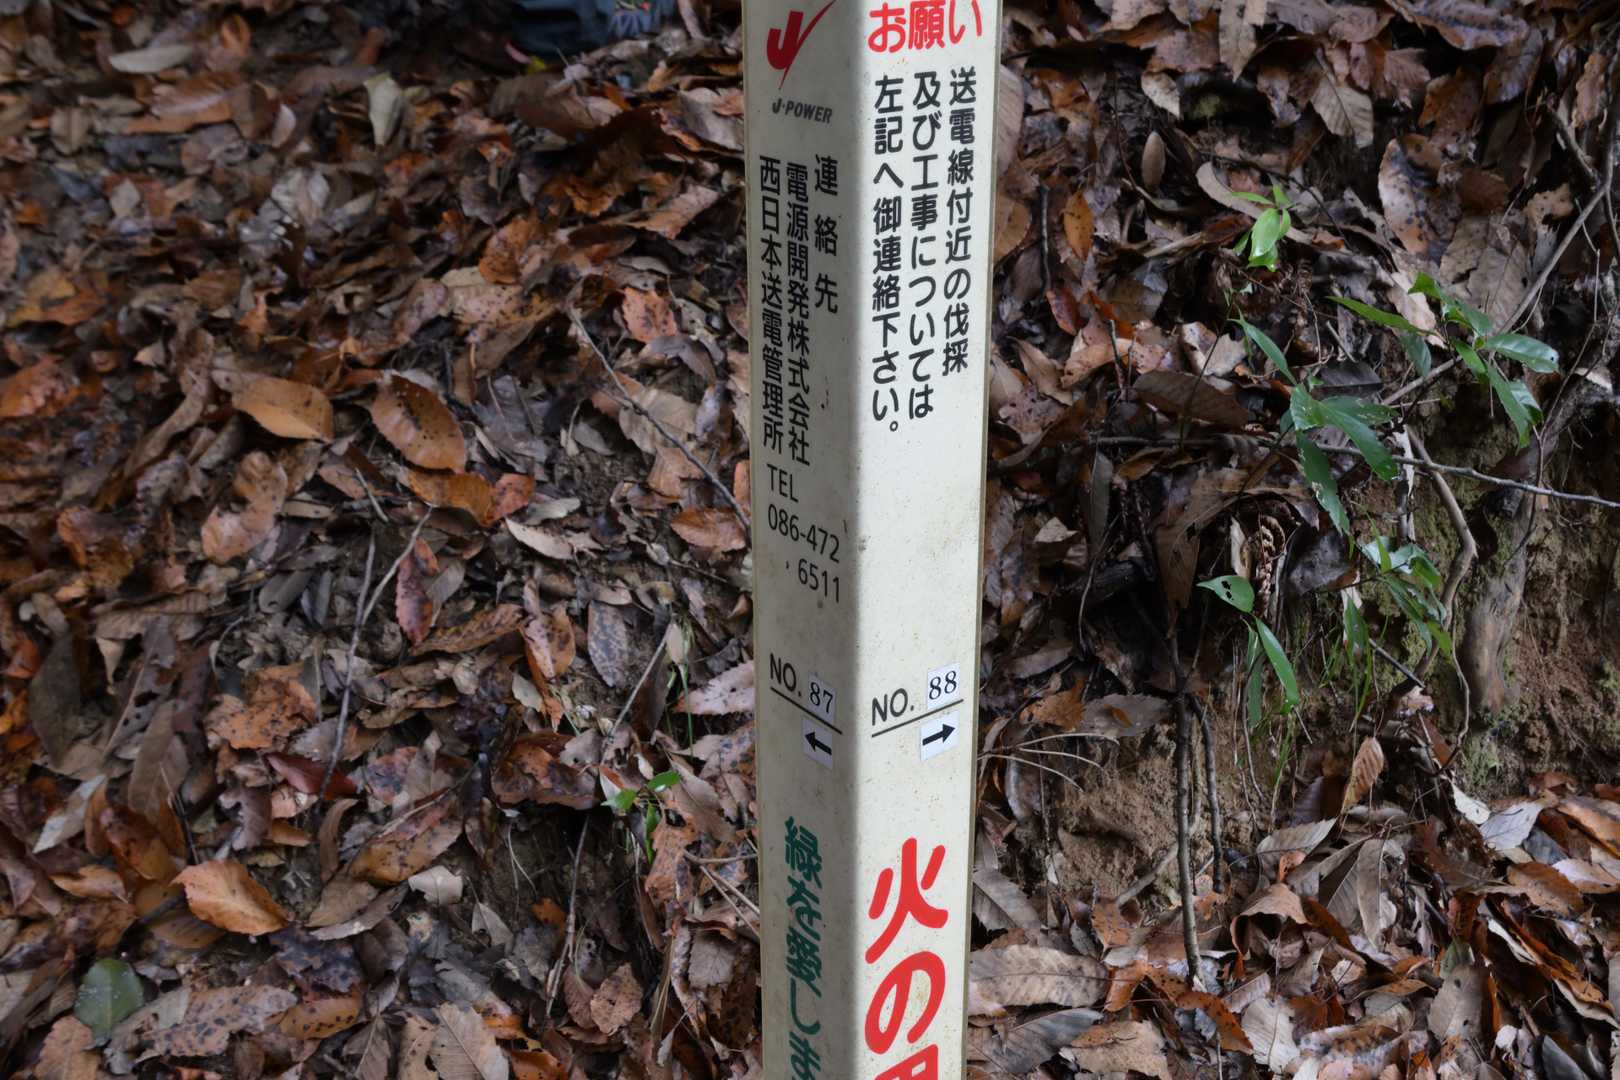 J-POWER
連絡先
電源開発株式会社
西日本送電管理所
TEL
086-472
6511
NO. 87
←
緑を愛しま
お願い
送電線付近の伐採
及び工事については
左記へ御連絡下さい。
NO. 88
→
火の